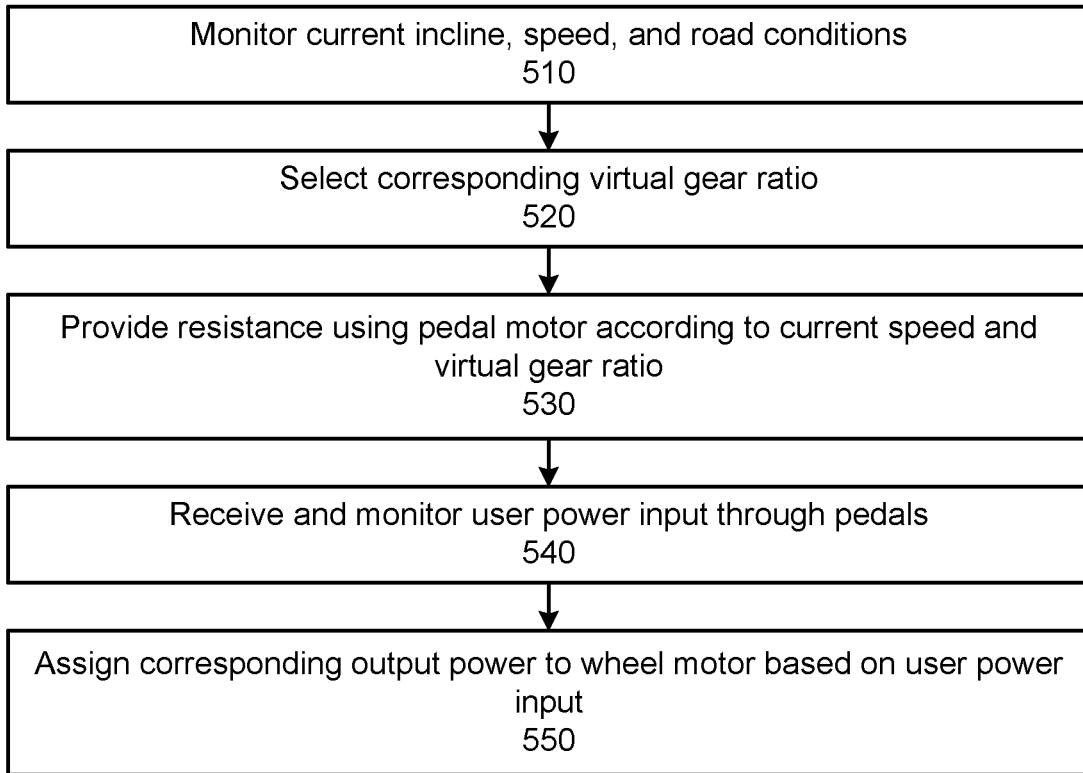 Monitor current incline, speed, and road conditions
510
Select corresponding virtual gear ratio
520
Provide resistance using pedal motor according to current speed and
virtual gear ratio
530
Receive and monitor user power input through pedals
540
Assign corresponding output power to wheel motor based on user power
input
550